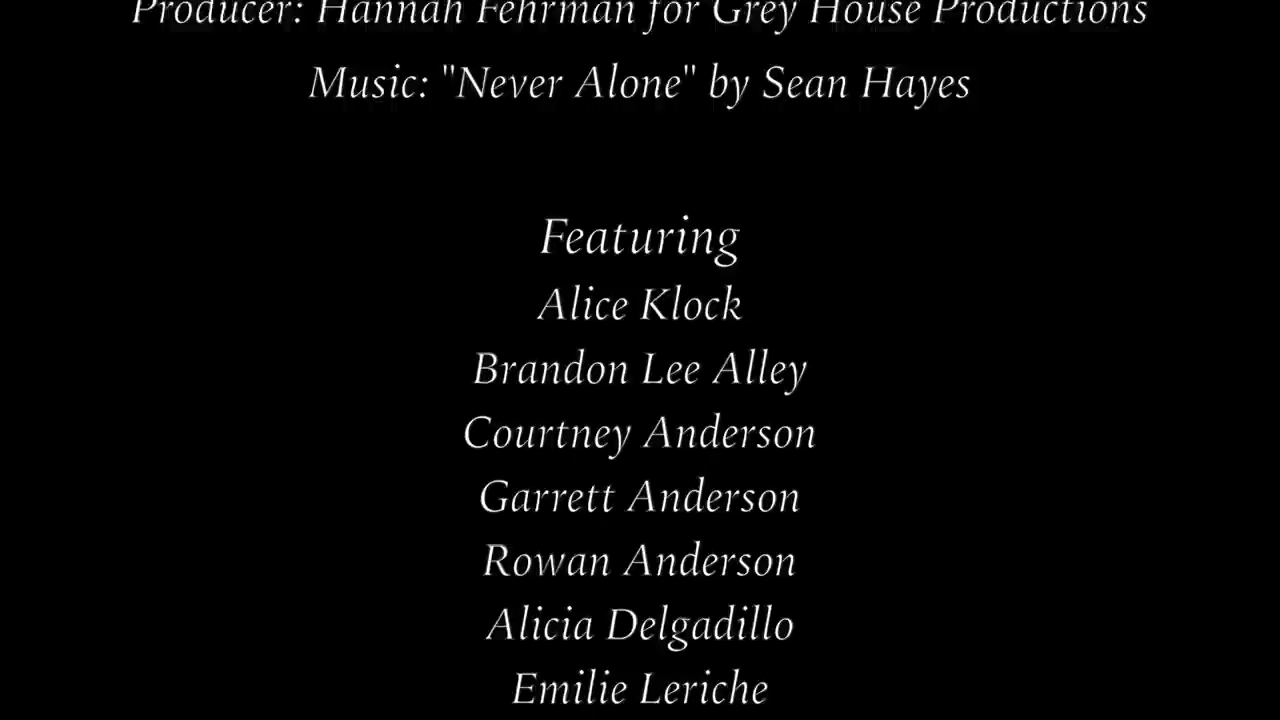 Producer: Hannah Fehrman for Grey House Productions
Music: "Never Alone" by Sean Hayes
Featuring
Alice Klock
Brandon Lee Alley
Courtney Anderson
Garrett Anderson
Rowan Anderson
Alicia Delgadillo
Emilie Leriche